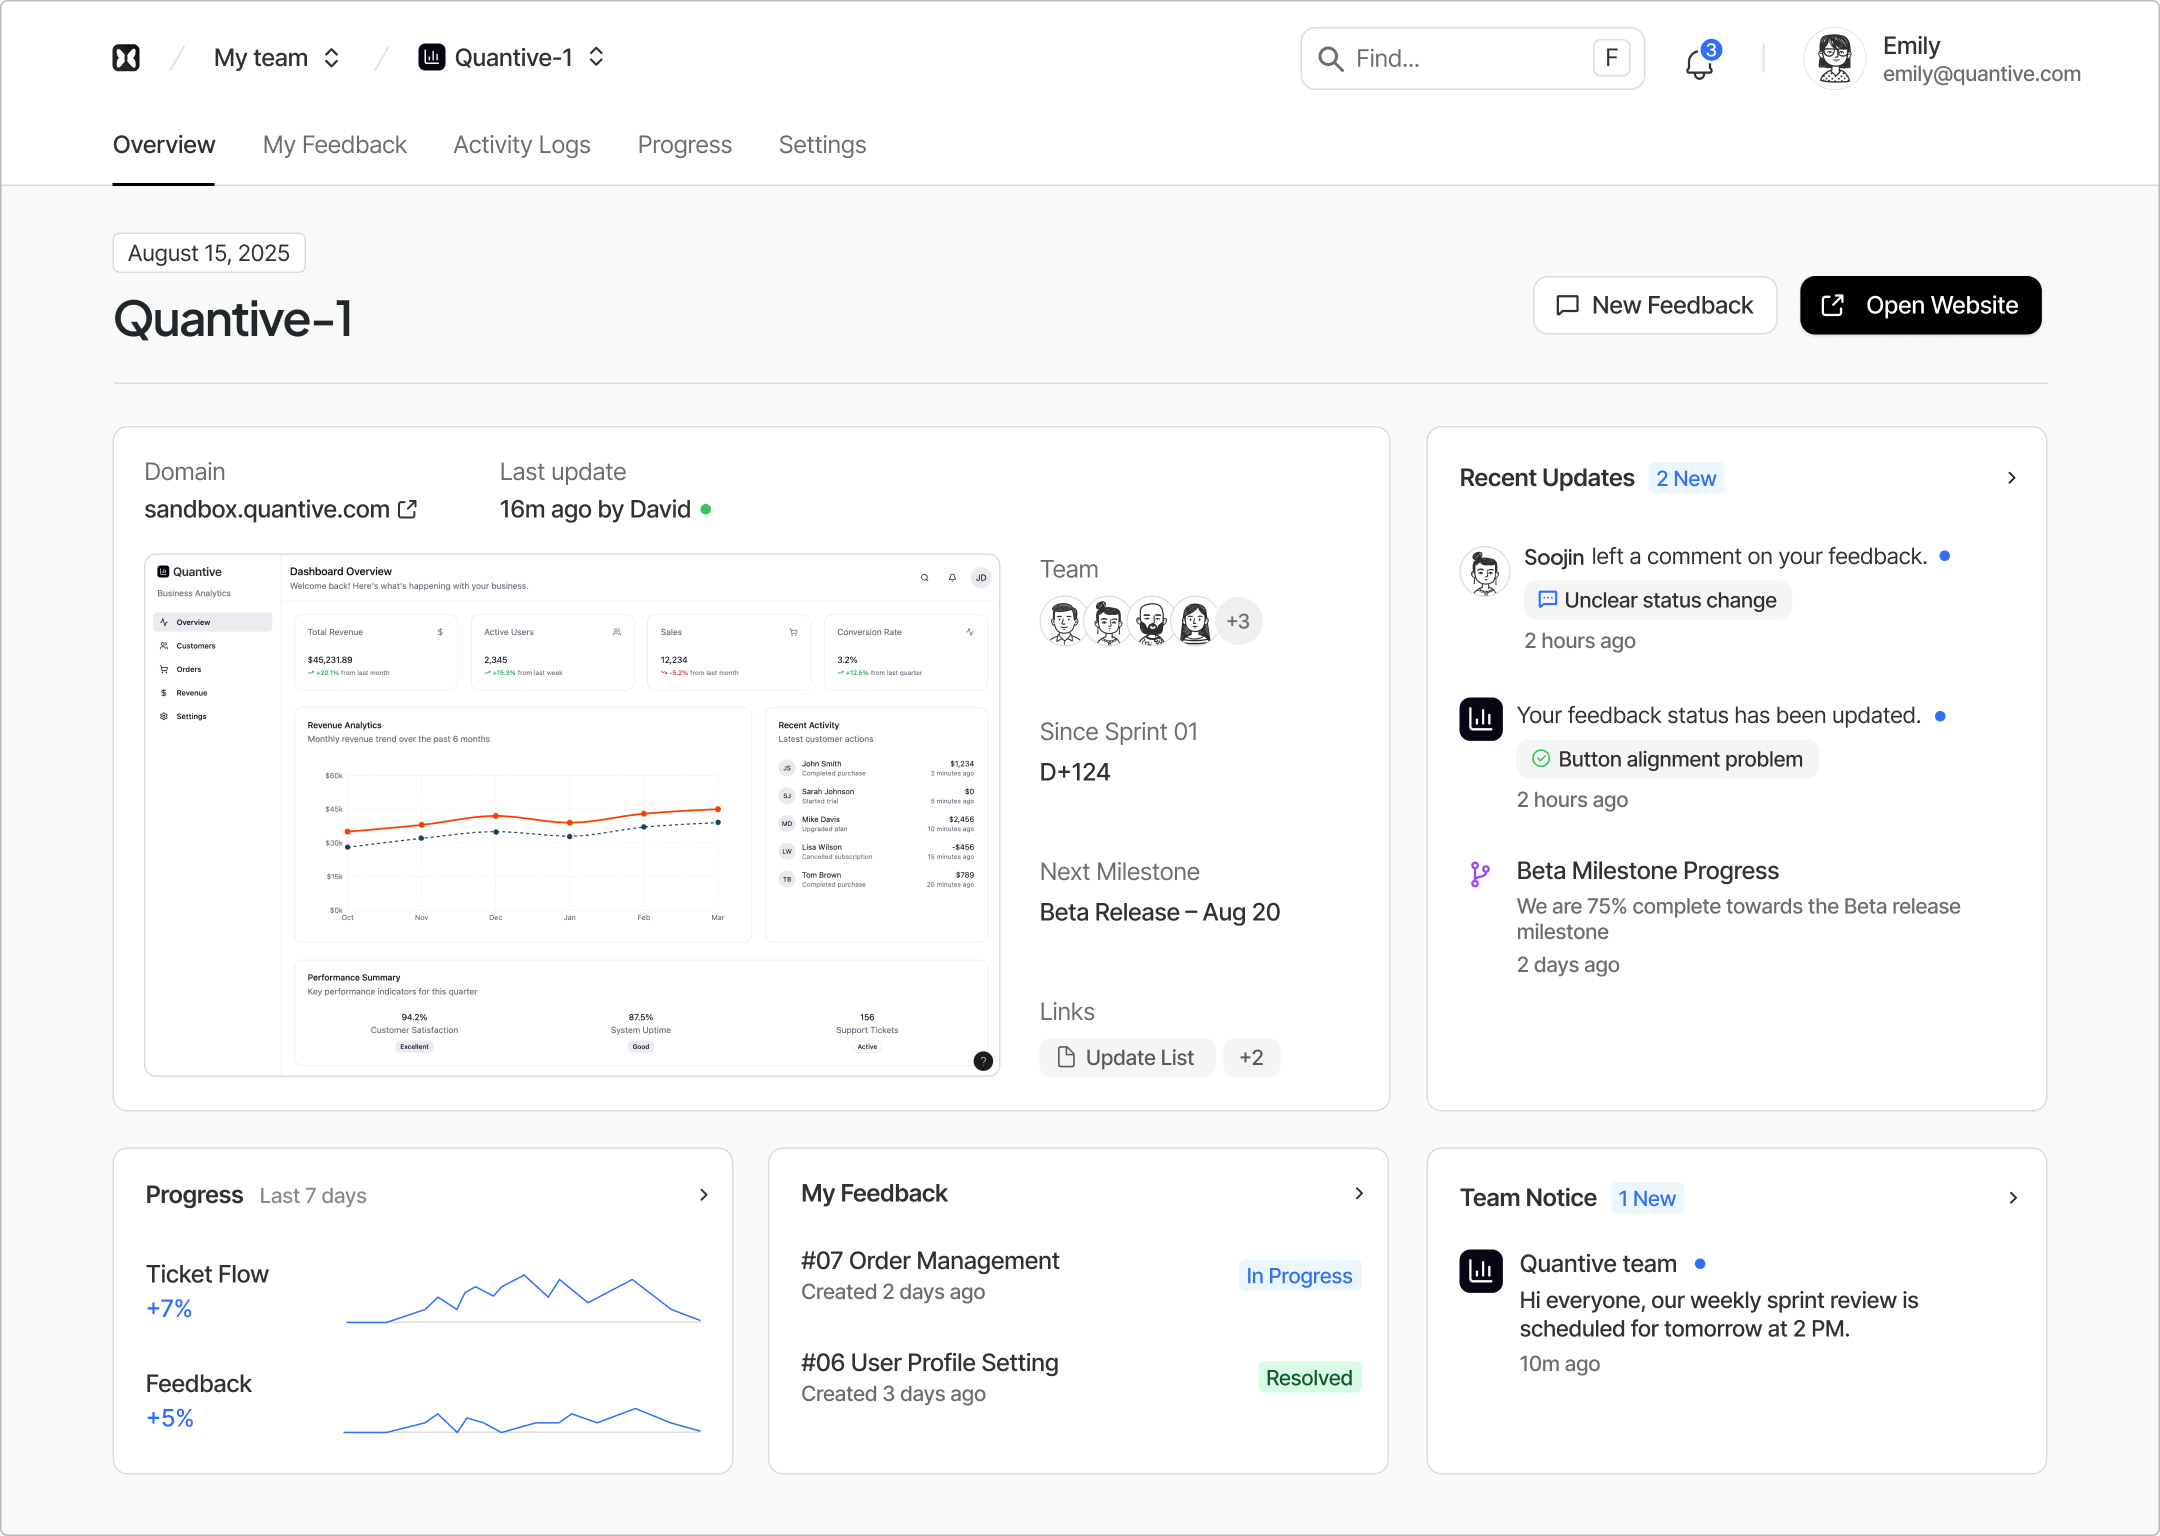 My team
Quantive-1
Find...
F
3
Emily
emily@quantive.com
Overview
My Feedback
Activity Logs
Progress
Settings
August 15, 2025
Quantive-1
New Feedback
Open Website
Domain
sandbox.quantive.com
Last update
16m ago by David
Quantive
Business Analytics
Overview
Customers
Orders
Revenue
Settings
Dashboard Overview
Welcome back! Here's what's happening with your business.
JD
Total Revenue
$
$45,231.89
+20.1% from last month
Active Users
2,345
+15.3% from last week
Sales
12,234
-5.2% from last month
Conversion Rate
3.2%
+12.5% from last quarter
Revenue Analytics
Monthly revenue trend over the past 6 months
$60k
$45k
$30k
$15k
$0k
Oct
Nov
Dec
Jan
Feb
Mar
Recent Activity
Latest customer actions
JS
John Smith
$1,234
Completed purchase
2 minutes ago
SJ
Sarah Johnson
$0
Started trial
5 minutes ago
MD
Mike Davis
$2,456
Upgraded plan
10 minutes ago
LW
Lisa Wilson
-$456
Cancelled subscription
15 minutes ago
TB
Tom Brown
$789
Completed purchase
20 minutes ago
Performance Summary
Key performance indicators for this quarter
94.2%
Customer Satisfaction
Excellent
87.5%
System Uptime
Good
156
Support Tickets
Active
?
Team
+3
Since Sprint 01
D+124
Next Milestone
Beta Release – Aug 20
Links
Update List
+2
Recent Updates
2 New
Soojin left a comment on your feedback.
Unclear status change
2 hours ago
Your feedback status has been updated.
Button alignment problem
2 hours ago
Beta Milestone Progress
We are 75% complete towards the Beta release
milestone
2 days ago
Progress
Last 7 days
Ticket Flow
+7%
Feedback
+5%
My Feedback
#07 Order Management
Created 2 days ago
In Progress
#06 User Profile Setting
Created 3 days ago
Resolved
Team Notice
1 New
Quantive team
Hi everyone, our weekly sprint review is
scheduled for tomorrow at 2 PM.
10m ago